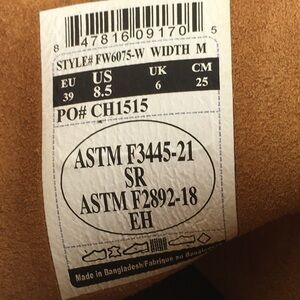 8 47816 09170 5
STYLE# FW6075-W WIDTH M
EU US UK CM
39 8.5 6 25
PO# CH1515
ASTM F3445-21
SR
ASTM F2892-18
EH
Made in Bangladesh/Fabrique au Bangladesh